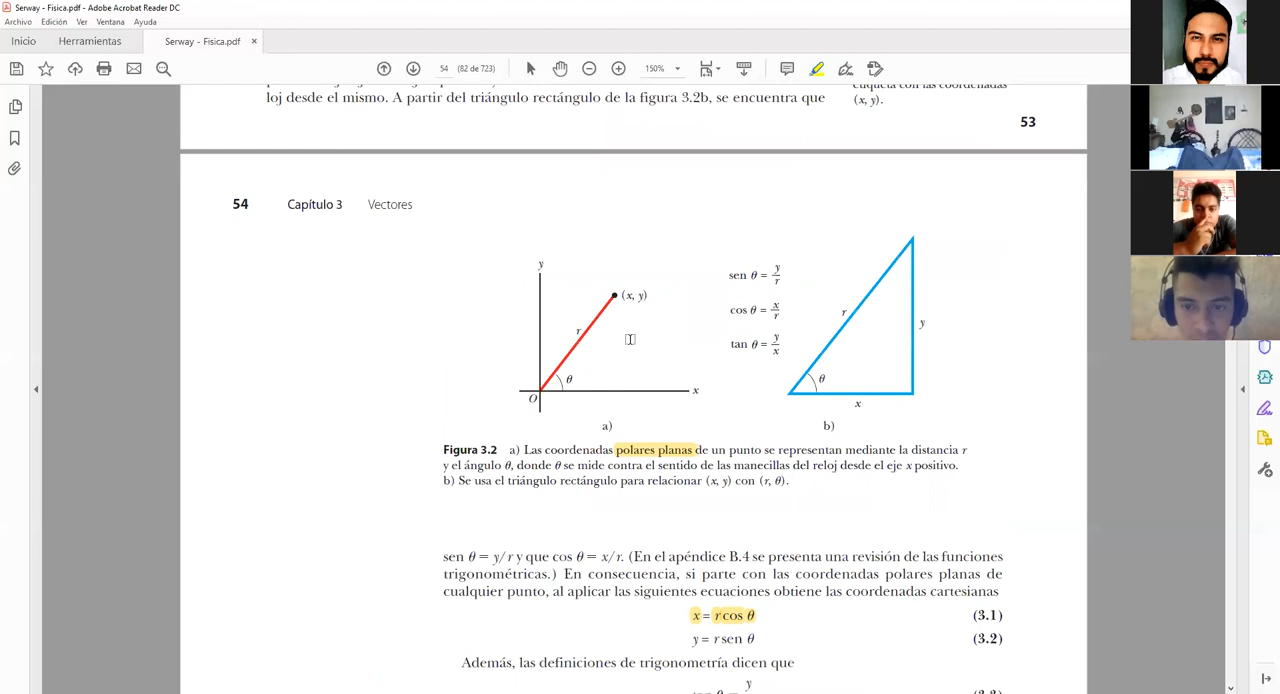 Serway - Fisica.pdf - Adobe Acrobat Reader DC
Archivo Edición Ver Ventana Ayuda
Inicio Herramientas Serway - Fisica.pdf ×
54 (82 de 723) 150%
loj desde el mismo. A partir del triángulo rectángulo de la figura 3.2b, se encuentra que
etiqueta con las coordenadas
(x, y).
53
54 Capítulo 3 Vectores
y
(x, y)
r
θ
O
x
a)
sen θ = y/r
cos θ = x/r
tan θ = y/x
r
y
θ
x
b)
Figura 3.2 a) Las coordenadas polares planas de un punto se representan mediante la distancia r
y el ángulo θ, donde θ se mide contra el sentido de las manecillas del reloj desde el eje x positivo.
b) Se usa el triángulo rectángulo para relacionar (x, y) con (r, θ).
sen θ = y/r y que cos θ = x/r. (En el apéndice B.4 se presenta una revisión de las funciones
trigonométricas.) En consecuencia, si parte con las coordenadas polares planas de
cualquier punto, al aplicar las siguientes ecuaciones obtiene las coordenadas cartesianas
x = r cos θ (3.1)
y = r sen θ (3.2)
Además, las definiciones de trigonometría dicen que
y